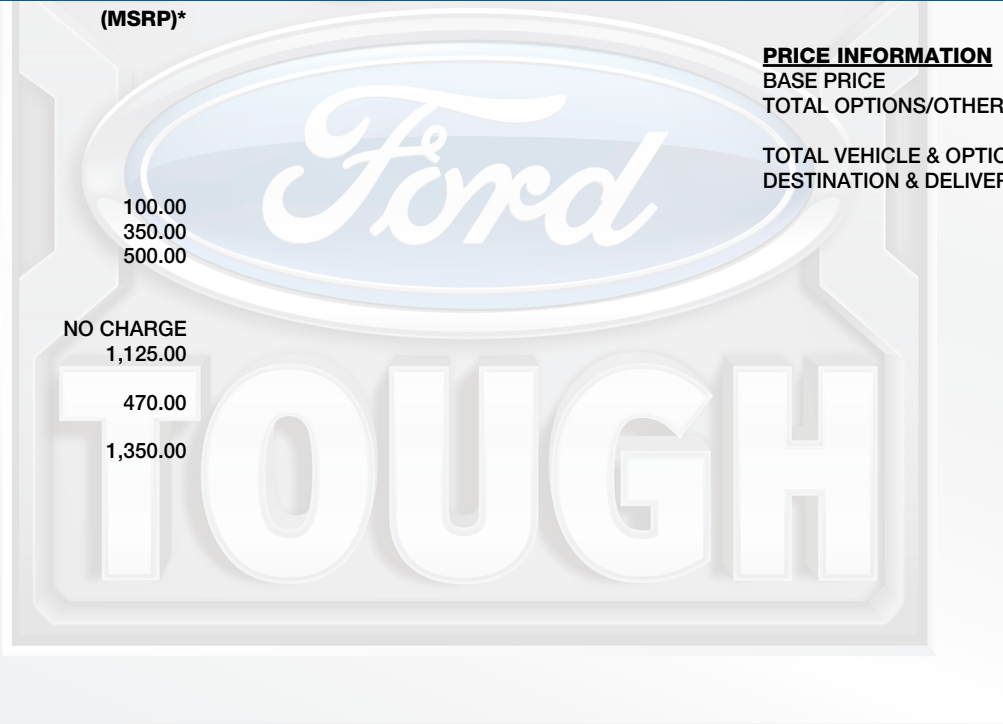 (MSRP)*
PRICE INFORMATION
BASE PRICE
TOTAL OPTIONS/OTHER
TOTAL VEHICLE & OPTIO
DESTINATION & DELIVER
100.00
350.00
500.00
NO CHARGE
1,125.00
470.00
1,350.00
Ford
TOUGH